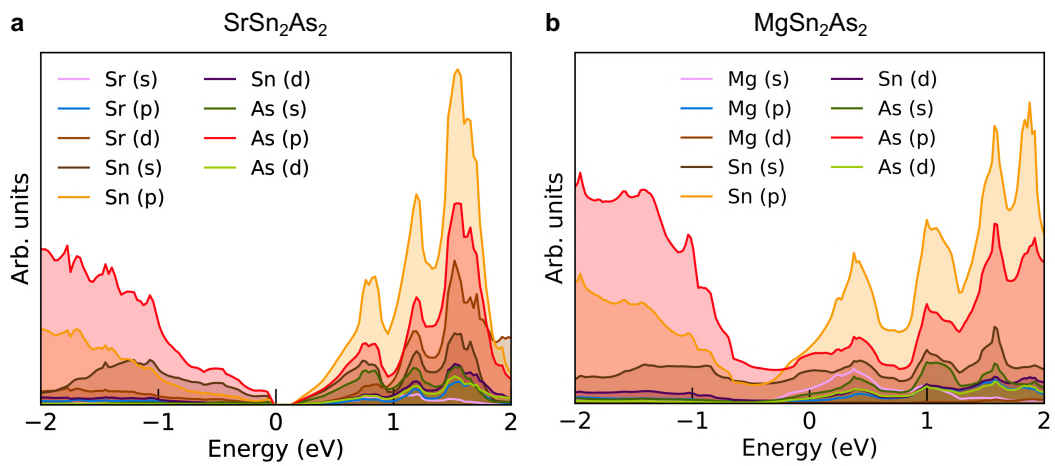 a
SrSn₂As₂
Sr (s)
Sr (p)
Sr (d)
Sn (s)
Sn (p)
Sn (d)
As (s)
As (p)
As (d)
Arb. units
−2
−1
0
1
2
Energy (eV)
b
MgSn₂As₂
Mg (s)
Mg (p)
Mg (d)
Sn (s)
Sn (p)
Sn (d)
As (s)
As (p)
As (d)
Arb. units
−2
−1
0
1
2
Energy (eV)